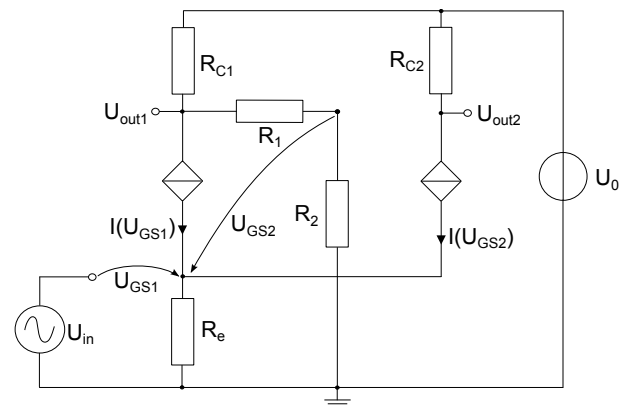 R_C1
R_C2
U_out1
R_1
U_out2
U_0
I(U_GS1)
U_GS2
R_2
I(U_GS2)
U_GS1
U_in
R_e